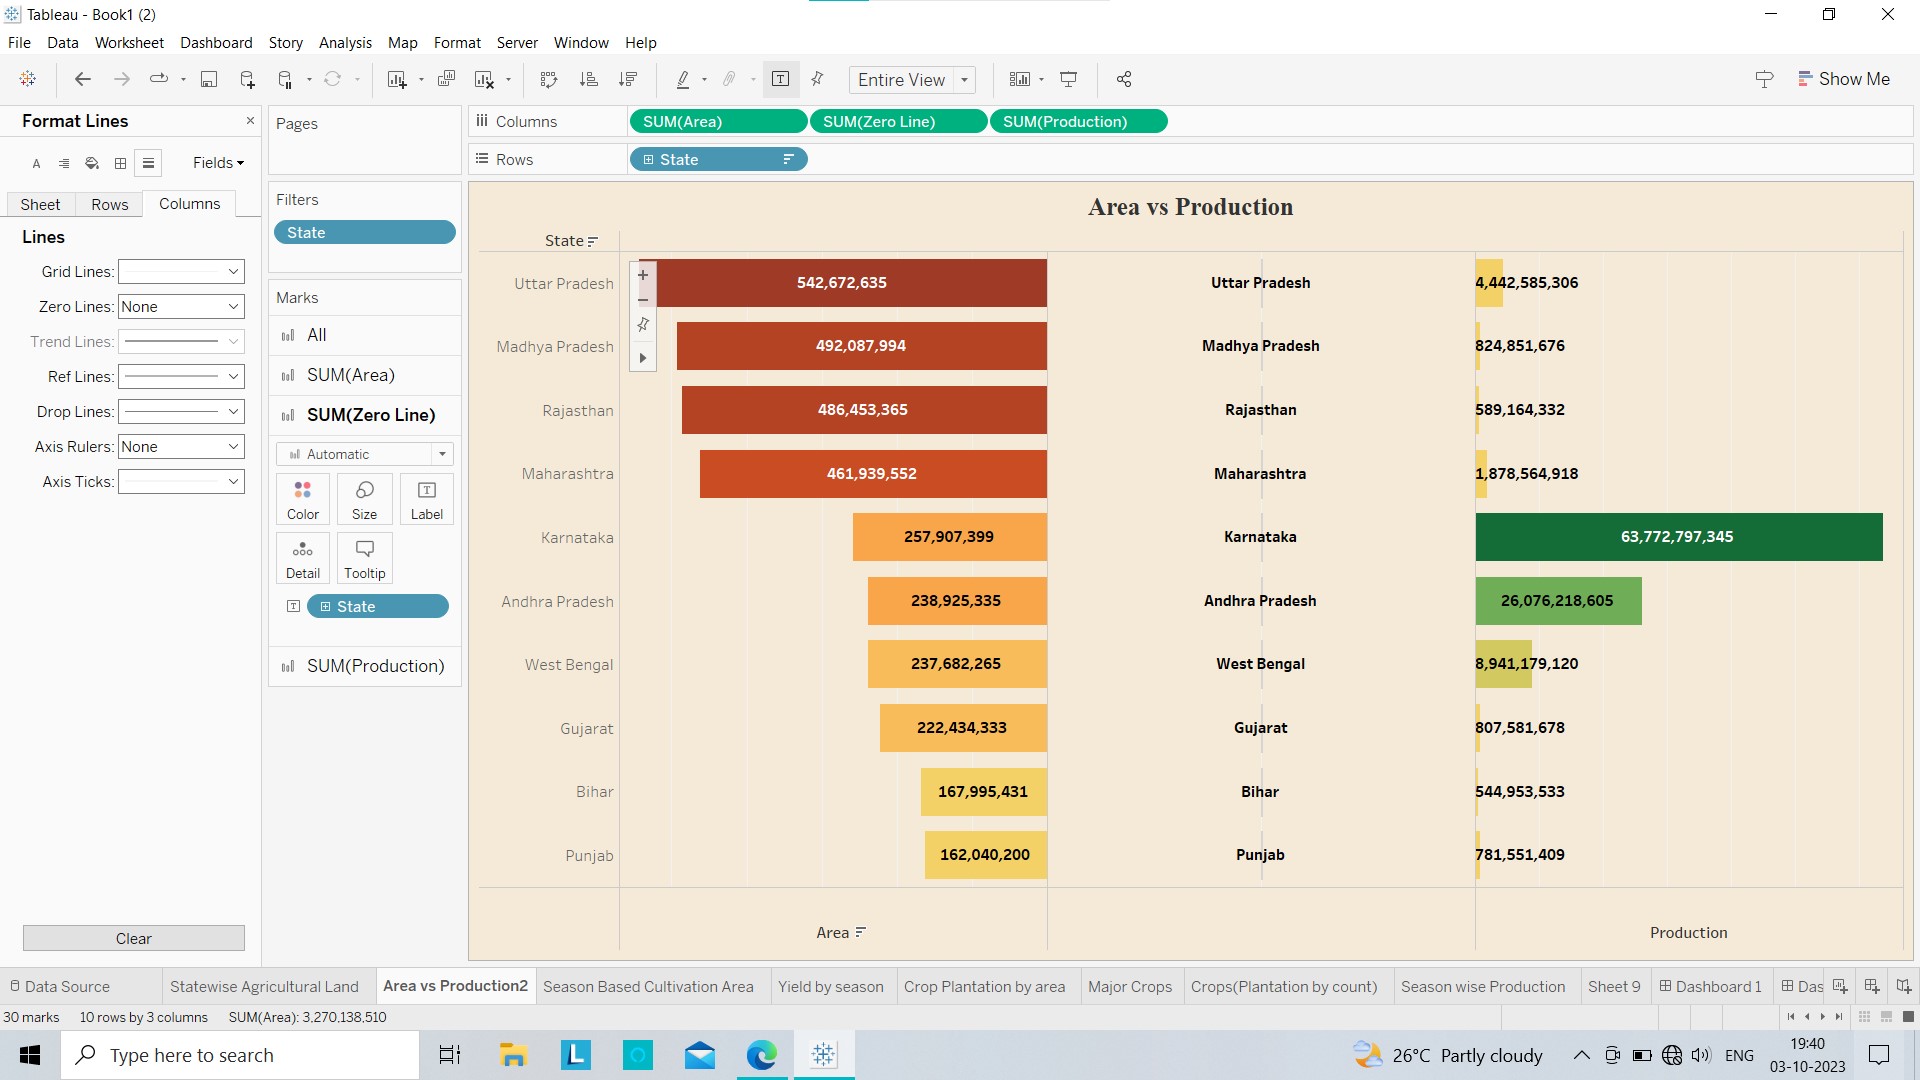 Tableau - Book1 (2)
File Data Worksheet Dashboard Story Analysis Map Format Server Window Help
Entire View
Show Me
Format Lines
Fields
Sheet Rows Columns
Lines
Grid Lines:
Zero Lines: None
Trend Lines:
Ref Lines:
Drop Lines:
Axis Rulers: None
Axis Ticks:
Clear
Pages
Filters
State
Marks
All
SUM(Area)
SUM(Zero Line)
Automatic
Color Size Label
Detail Tooltip
State
SUM(Production)
Columns SUM(Area) SUM(Zero Line) SUM(Production)
Rows State
Area vs Production
State
Uttar Pradesh 542,672,635 Uttar Pradesh 4,442,585,306
Madhya Pradesh 492,087,994 Madhya Pradesh 824,851,676
Rajasthan 486,453,365 Rajasthan 589,164,332
Maharashtra 461,939,552 Maharashtra 1,878,564,918
Karnataka 257,907,399 Karnataka 63,772,797,345
Andhra Pradesh 238,925,335 Andhra Pradesh 26,076,218,605
West Bengal 237,682,265 West Bengal 8,941,179,120
Gujarat 222,434,333 Gujarat 807,581,678
Bihar 167,995,431 Bihar 544,953,533
Punjab 162,040,200 Punjab 781,551,409
Area Production
Data Source Statewise Agricultural Land Area vs Production2 Season Based Cultivation Area Yield by season Crop Plantation by area Major Crops Crops(Plantation by count) Season wise Production Sheet 9 Dashboard 1 Das
30 marks 10 rows by 3 columns SUM(Area): 3,270,138,510
Type here to search
L
26°C Partly cloudy
ENG
19:40
03-10-2023